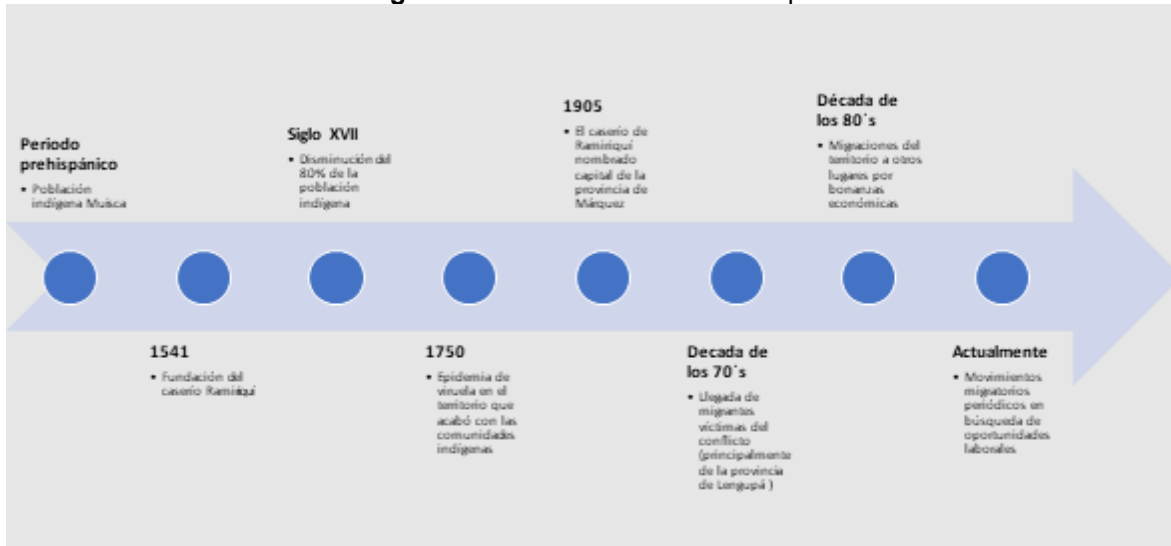 Periodo
prehispánico
• Población
indígena Muisca
1541
• Fundación del
caserío Ramiriquí
Siglo XVII
• Disminución del
80% de la
población
indígena
1750
• Epidemia de
viruela en el
territorio que
acabó con las
comunidades
indígenas
1905
• El caserío de
Ramiriquí
nombrado
capital de la
provincia de
Márquez
Decada de
los 70´s
• Llegada de
migrantes
víctimas del
conflicto
(principalmente
de la provincia
de Lengupá )
Década de
los 80´s
• Migraciones del
territorio a otros
lugares por
bonanzas
económicas
Actualmente
• Movimientos
migratorios
periódicos en
búsqueda de
oportunidades
laborales